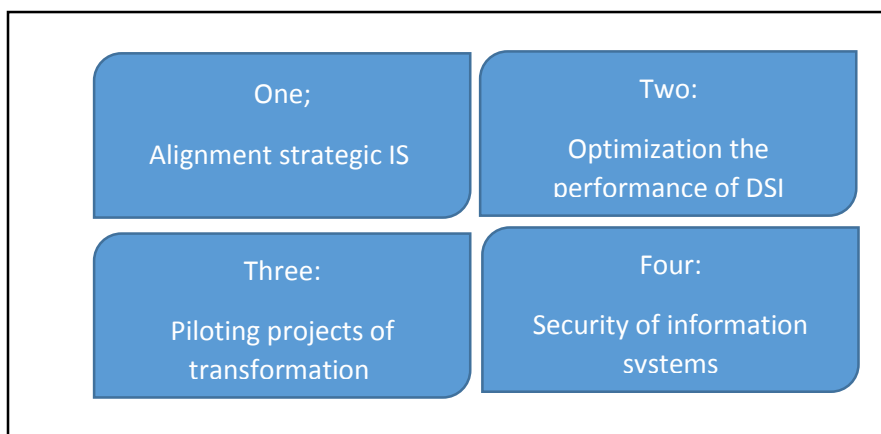 One;
Alignment strategic IS
Two:
Optimization the
performance of DSI
Three:
Piloting projects of
transformation
Four:
Security of information
systems